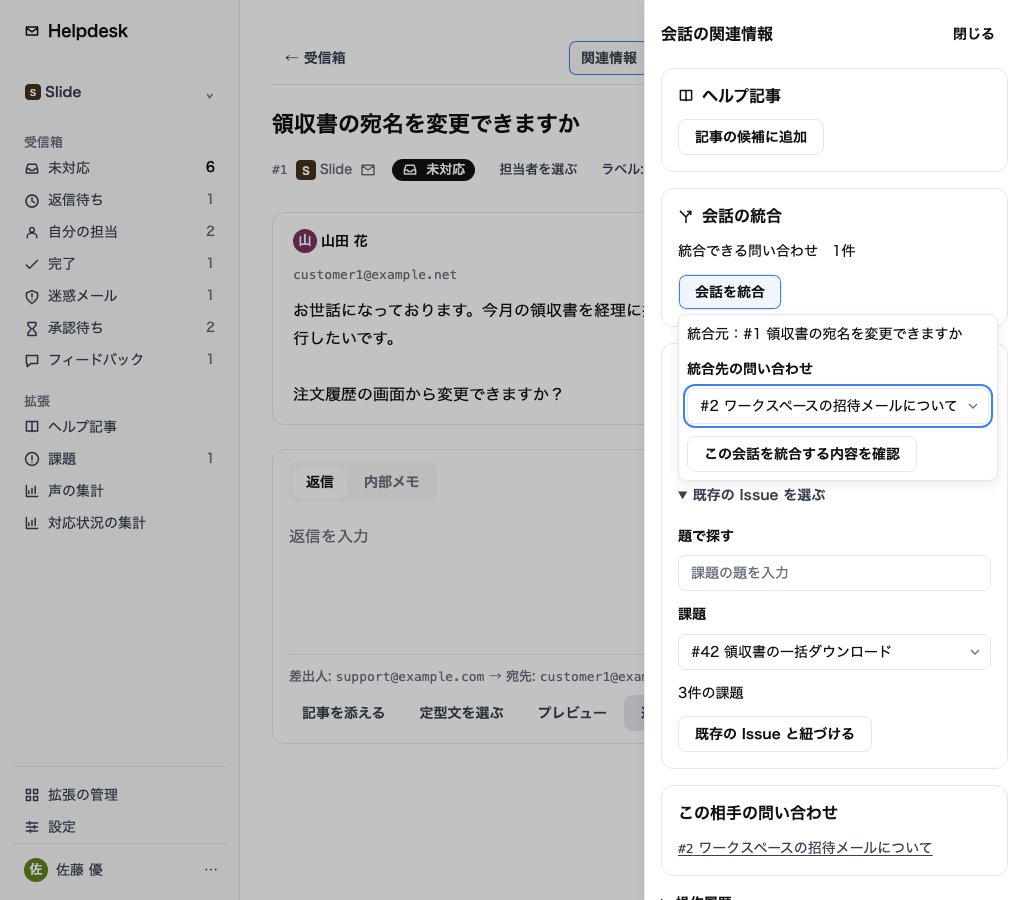 Helpdesk
S Slide
受信箱
未対応 6
返信待ち 1
自分の担当 2
完了 1
迷惑メール 1
承認待ち 2
フィードバック 1
拡張
ヘルプ記事
課題 1
声の集計
対応状況の集計
拡張の管理
設定
佐 佐藤 優 …
← 受信箱
関連情報
領収書の宛名を変更できますか
#1 S Slide 未対応 担当者を選ぶ ラベル:
山 山田 花
customer1@example.net
お世話になっております。今月の領収書を経理に
行したいです。
注文履歴の画面から変更できますか？
返信 内部メモ
返信を入力
差出人: support@example.com → 宛先: customer1@exam
記事を添える 定型文を選ぶ プレビュー
会話の関連情報 閉じる
ヘルプ記事
記事の候補に追加
会話の統合
統合できる問い合わせ 1件
会話を統合
統合元：#1 領収書の宛名を変更できますか
統合先の問い合わせ
#2 ワークスペースの招待メールについて
この会話を統合する内容を確認
▼ 既存の Issue を選ぶ
題で探す
課題の題を入力
課題
#42 領収書の一括ダウンロード
3件の課題
既存の Issue と紐づける
この相手の問い合わせ
#2 ワークスペースの招待メールについて